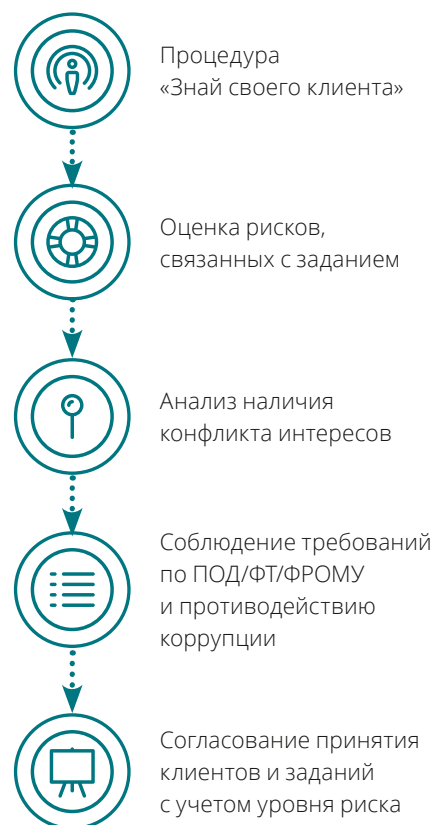 Процедура
«Знай своего клиента»
Оценка рисков,
связанных с заданием
Анализ наличия
конфликта интересов
Соблюдение требований
по ПОД/ФТ/ФРОМУ
и противодействию
коррупции
Согласование принятия
клиентов и заданий
с учетом уровня риска